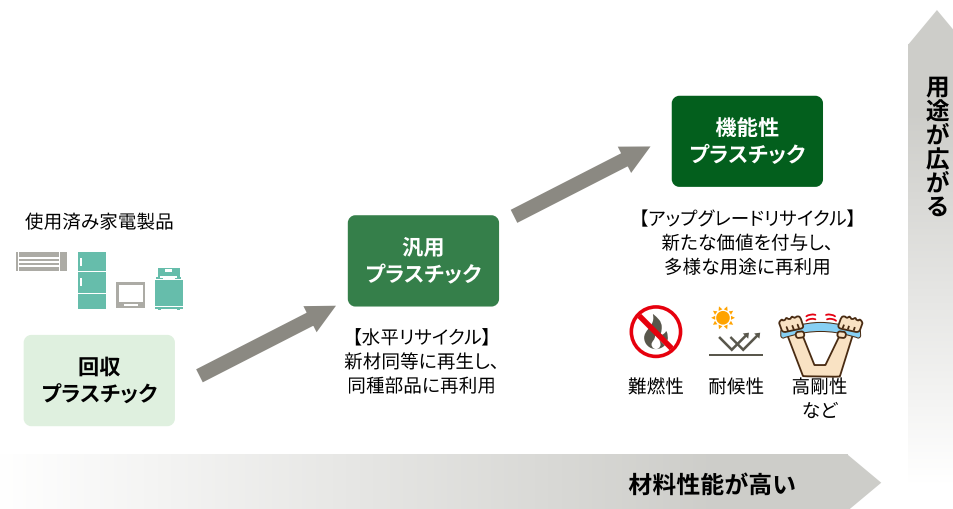 使用済み家電製品
回収
プラスチック
汎用
プラスチック
【水平リサイクル】
新材同等に再生し、
同種部品に再利用
機能性
プラスチック
【アップグレードリサイクル】
新たな価値を付与し、
多様な用途に再利用
難燃性
耐候性
高剛性
など
材料性能が高い
用途が広がる